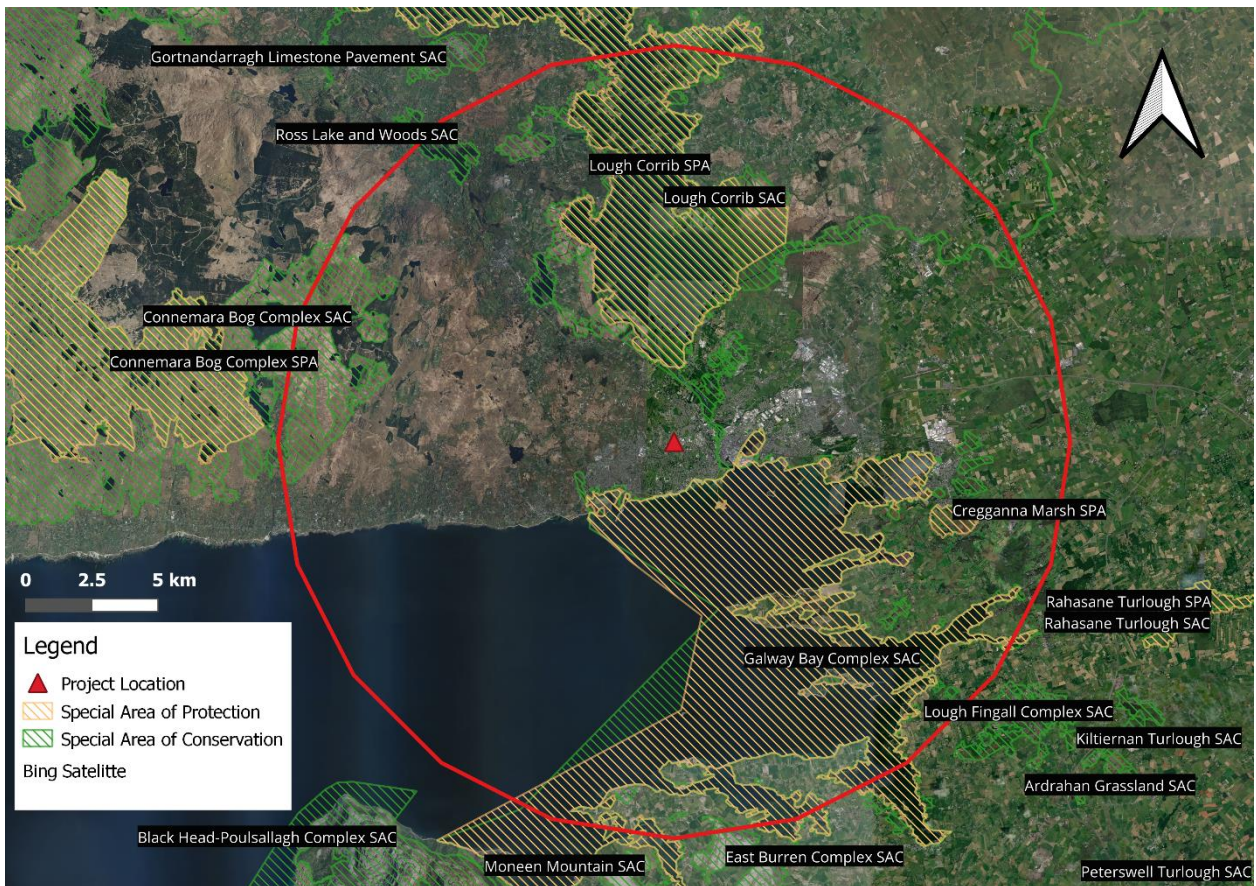 Gortnandarragh Limestone Pavement SAC
Ross Lake and Woods SAC
Lough Corrib SPA
Lough Corrib SAC
Connemara Bog Complex SAC
Connemara Bog Complex SPA
Cregganna Marsh SPA
0 2.5 5 km
Rahasane Turlough SPA
Rahasane Turlough SAC
Legend
Project Location
Special Area of Protection
Special Area of Conservation
Bing Satelitte
Galway Bay Complex SAC
Lough Fingall Complex SAC
Kiltiernan Turlough SAC
Ardrahan Grassland SAC
Black Head-Poulsallagh Complex SAC
Moneen Mountain SAC
East Burren Complex SAC
Peterswell Turlough SAC